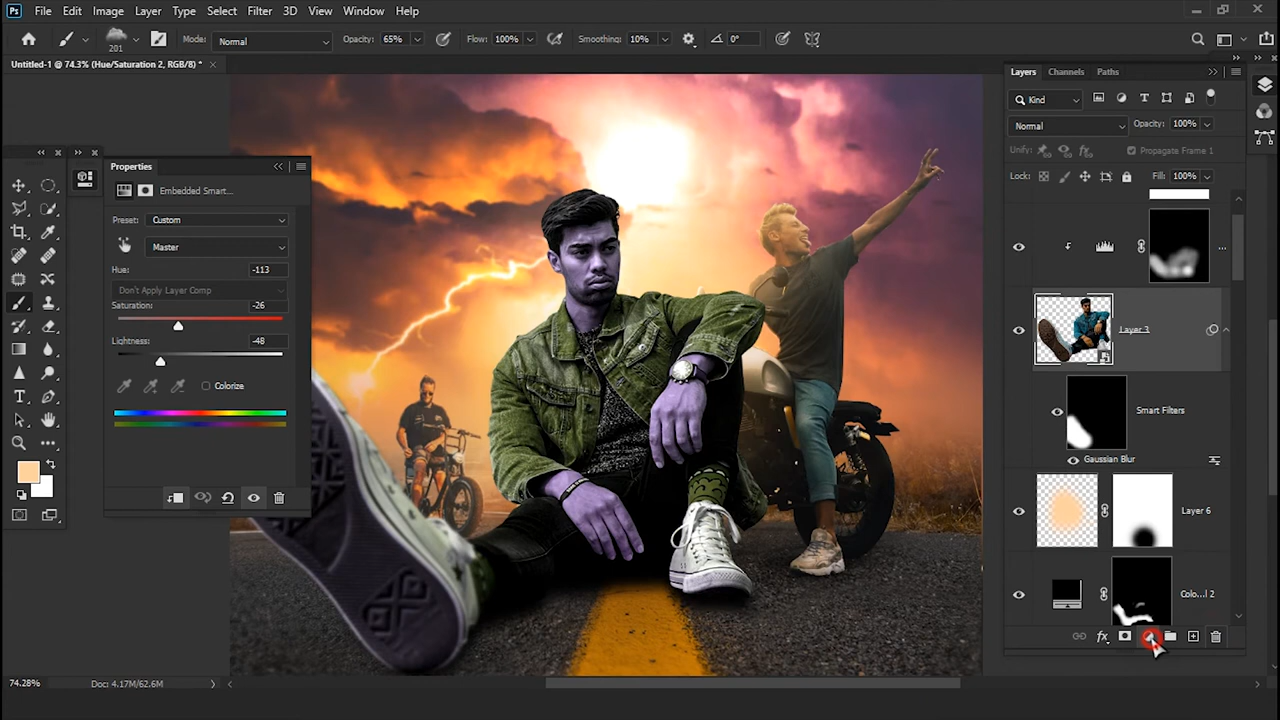 Ps File Edit Image Layer Type Select Filter 3D View Window Help
201 Mode: Normal Opacity: 65% Flow: 100% Smoothing: 10% 0°
Untitled-1 @ 74.3% (Hue/Saturation 2, RGB/8) *
Properties
Embedded Smart...
Preset: Custom
Master
Hue: -113
Don't Apply Layer Comp
Saturation: -26
Lightness: -48
Colorize
Layers Channels Paths
Kind
Normal Opacity: 100%
Unify: Propagate Frame 1
Lock: Fill: 100%
Layer 3
Smart Filters
Gaussian Blur
Layer 6
Colo...l 2
fx
74.28% Doc: 4.17M/62.6M